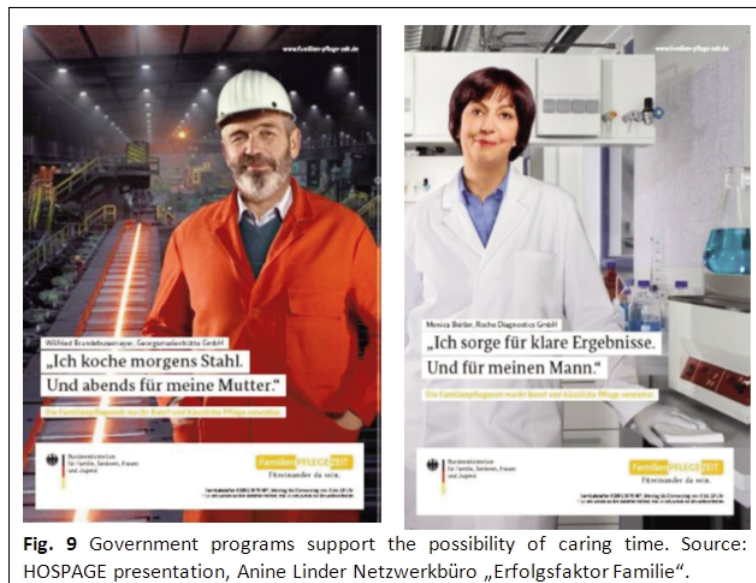 www.familien-pflege-zeit.de
Wilfried Brandebusemeyer, Georgsmarienhütte GmbH
„Ich koche morgens Stahl.
Und abends für meine Mutter.“
Die Familienpflegezeit macht Beruf und häusliche Pflege vereinbar.
Bundesministerium
für Familie, Senioren, Frauen
und Jugend
FamilienPFLEGEZEIT
Füreinander da sein.
www.familien-pflege-zeit.de
Roche Diagnostics GmbH
„Ich sorge für klare Ergebnisse.
Und für meinen Mann.“
Die Familienpflegezeit macht Beruf und häusliche Pflege vereinbar.
Bundesministerium
für Familie, Senioren, Frauen
und Jugend
FamilienPFLEGEZEIT
Füreinander da sein.
Fig. 9 Government programs support the possibility of caring time. Source:
HOSPAGE presentation, Anine Linder Netzwerkbüro „Erfolgsfaktor Familie“.